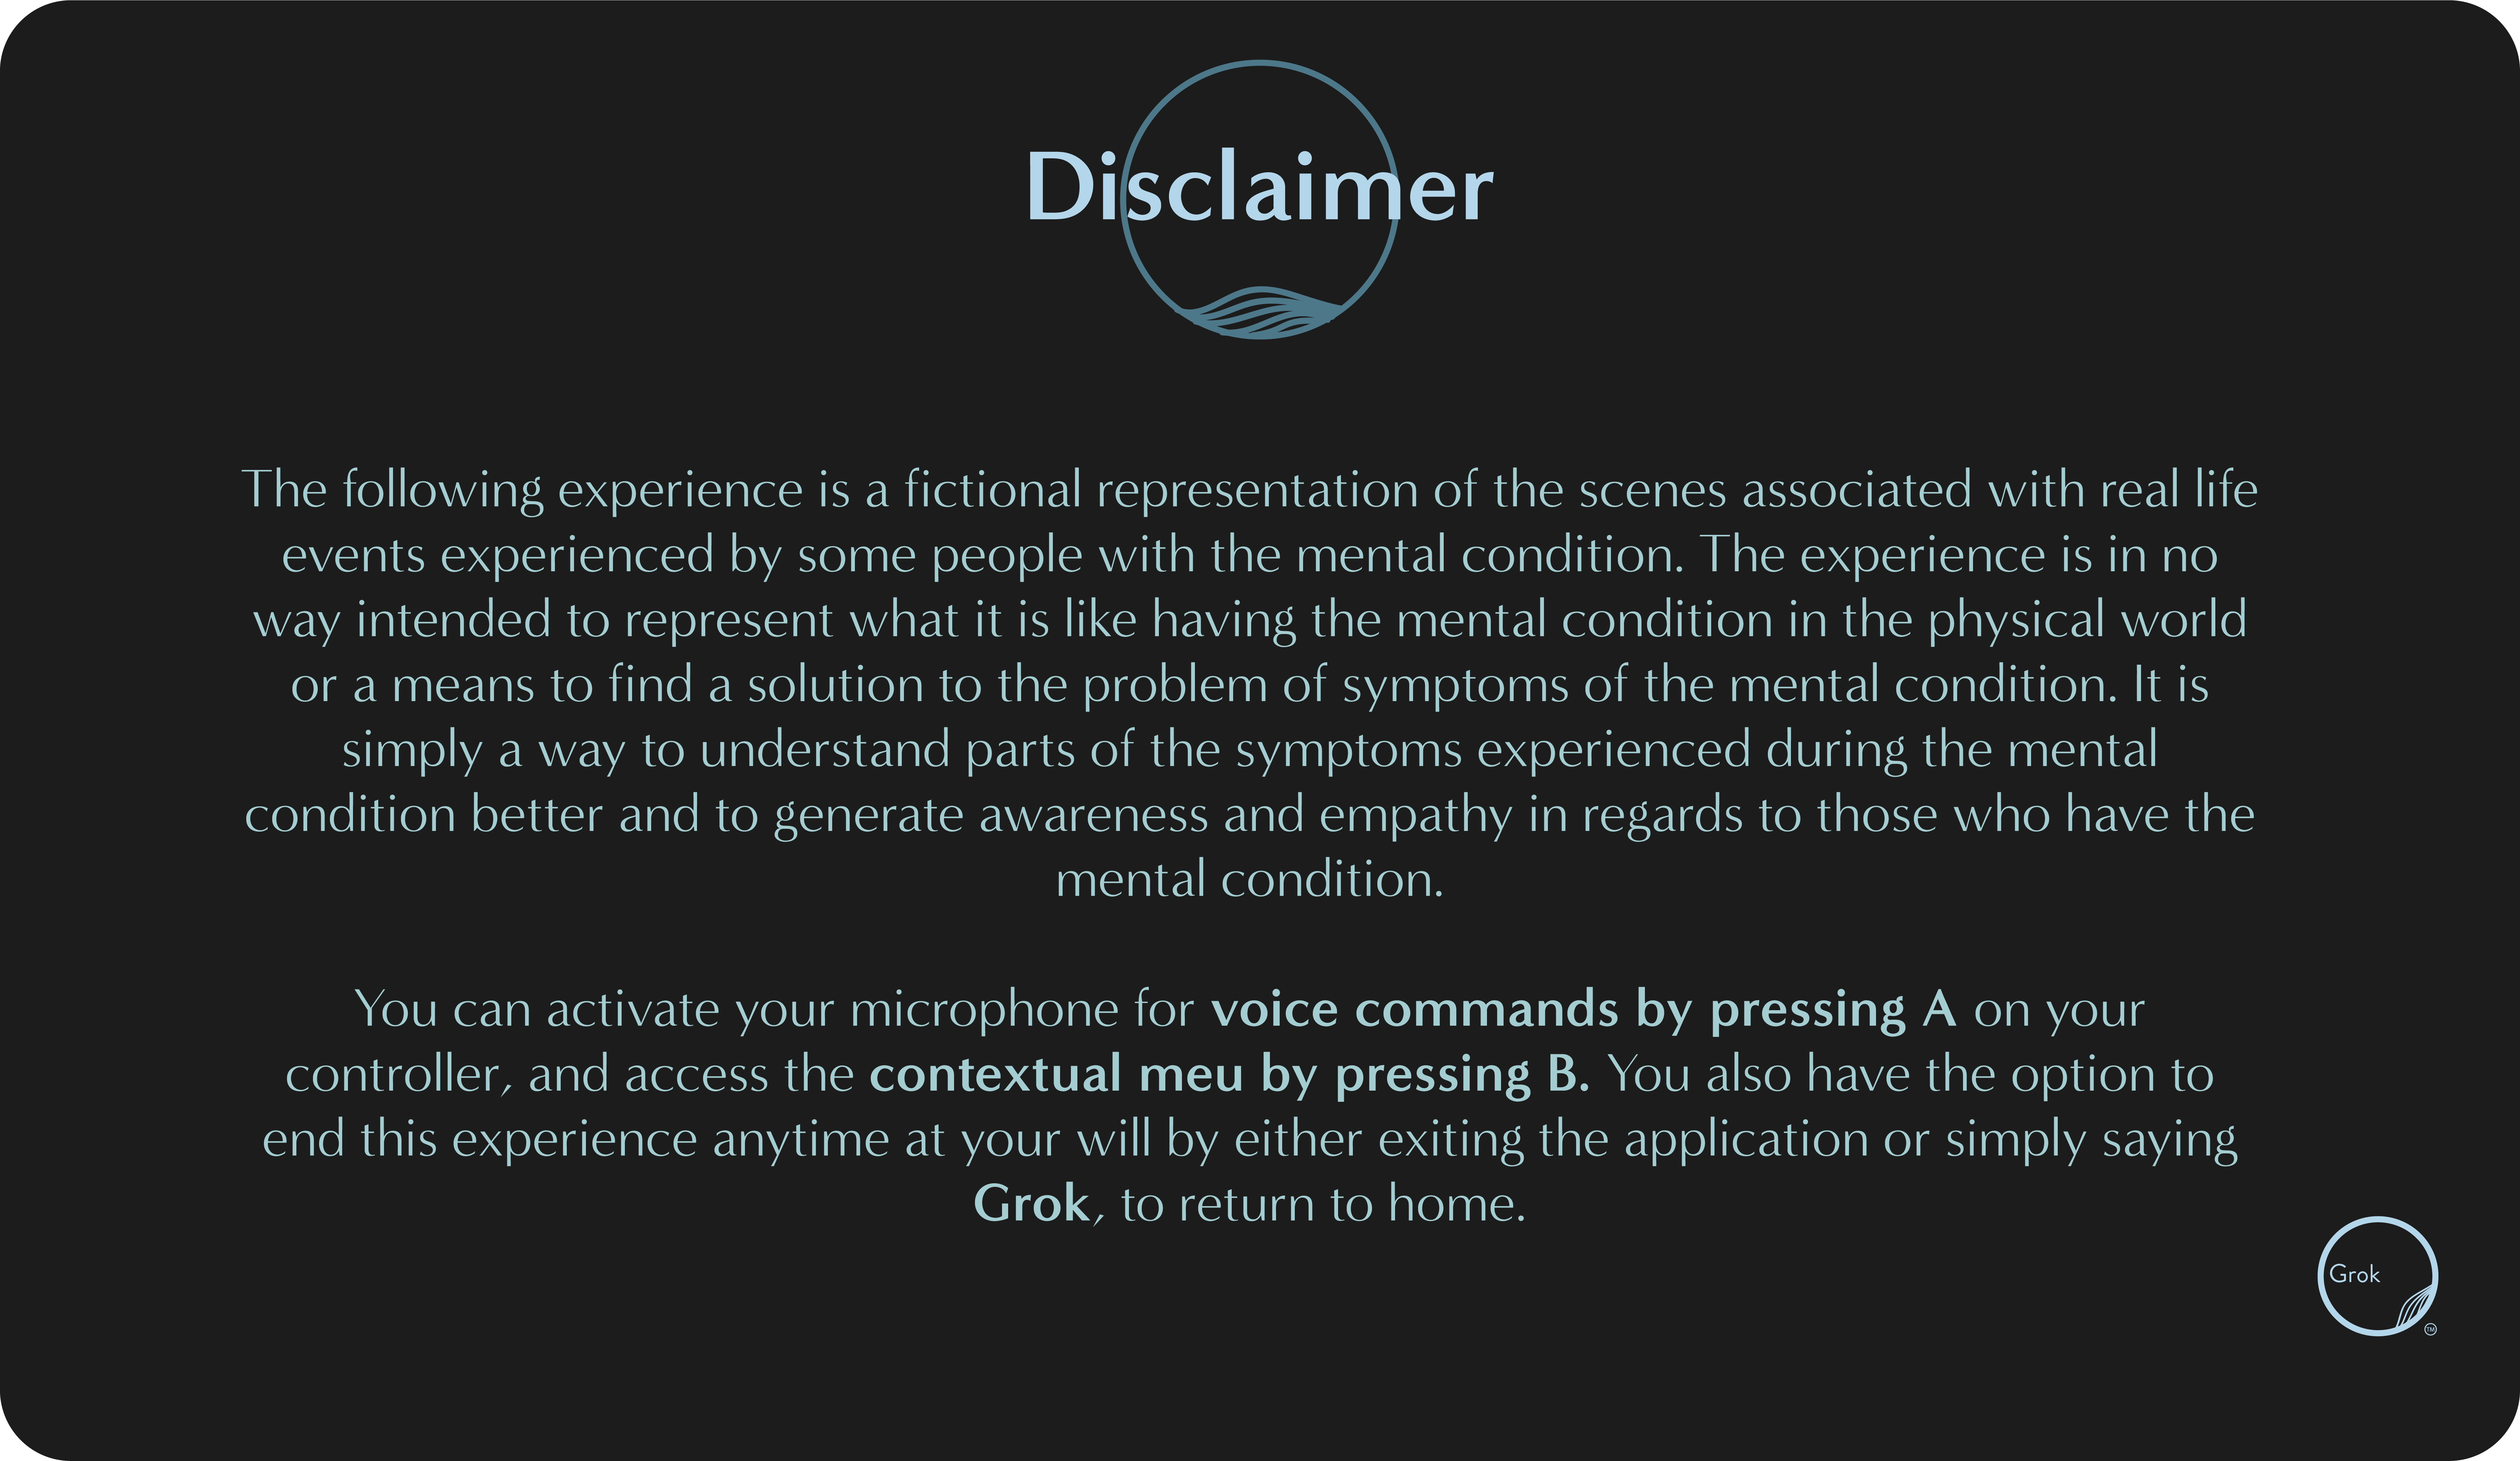 Disclaimer
The following experience is a fictional representation of the scenes associated with real life
events experienced by some people with the mental condition. The experience is in no
way intended to represent what it is like having the mental condition in the physical world
or a means to find a solution to the problem of symptoms of the mental condition. It is
simply a way to understand parts of the symptoms experienced during the mental
condition better and to generate awareness and empathy in regards to those who have the
mental condition.
You can activate your microphone for voice commands by pressing A on your
controller, and access the contextual meu by pressing B. You also have the option to
end this experience anytime at your will by either exiting the application or simply saying
Grok, to return to home.
Grok
TM